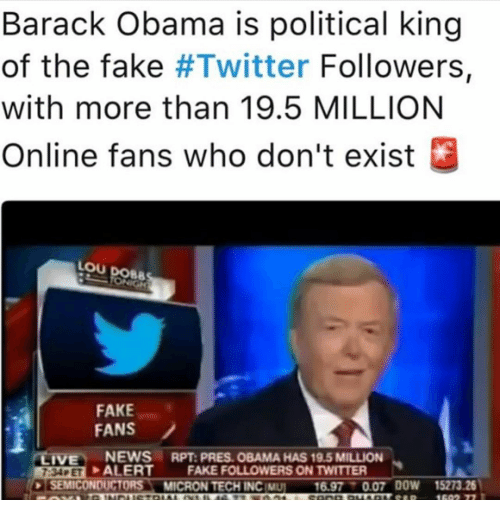 Barack Obama is political king
of the fake #Twitter Followers,
with more than 19.5 MILLION
Online fans who don't exist 🚨
LOU DOBBS
TONIGHT
FAKE
FANS
LIVE NEWS RPT: PRES. OBAMA HAS 19.5 MILLION
7:34P ET ▶ ALERT FAKE FOLLOWERS ON TWITTER
▶ SEMICONDUCTORS MICRON TECH INC (MU) 16.97 ▼ 0.07 DOW 15273.26